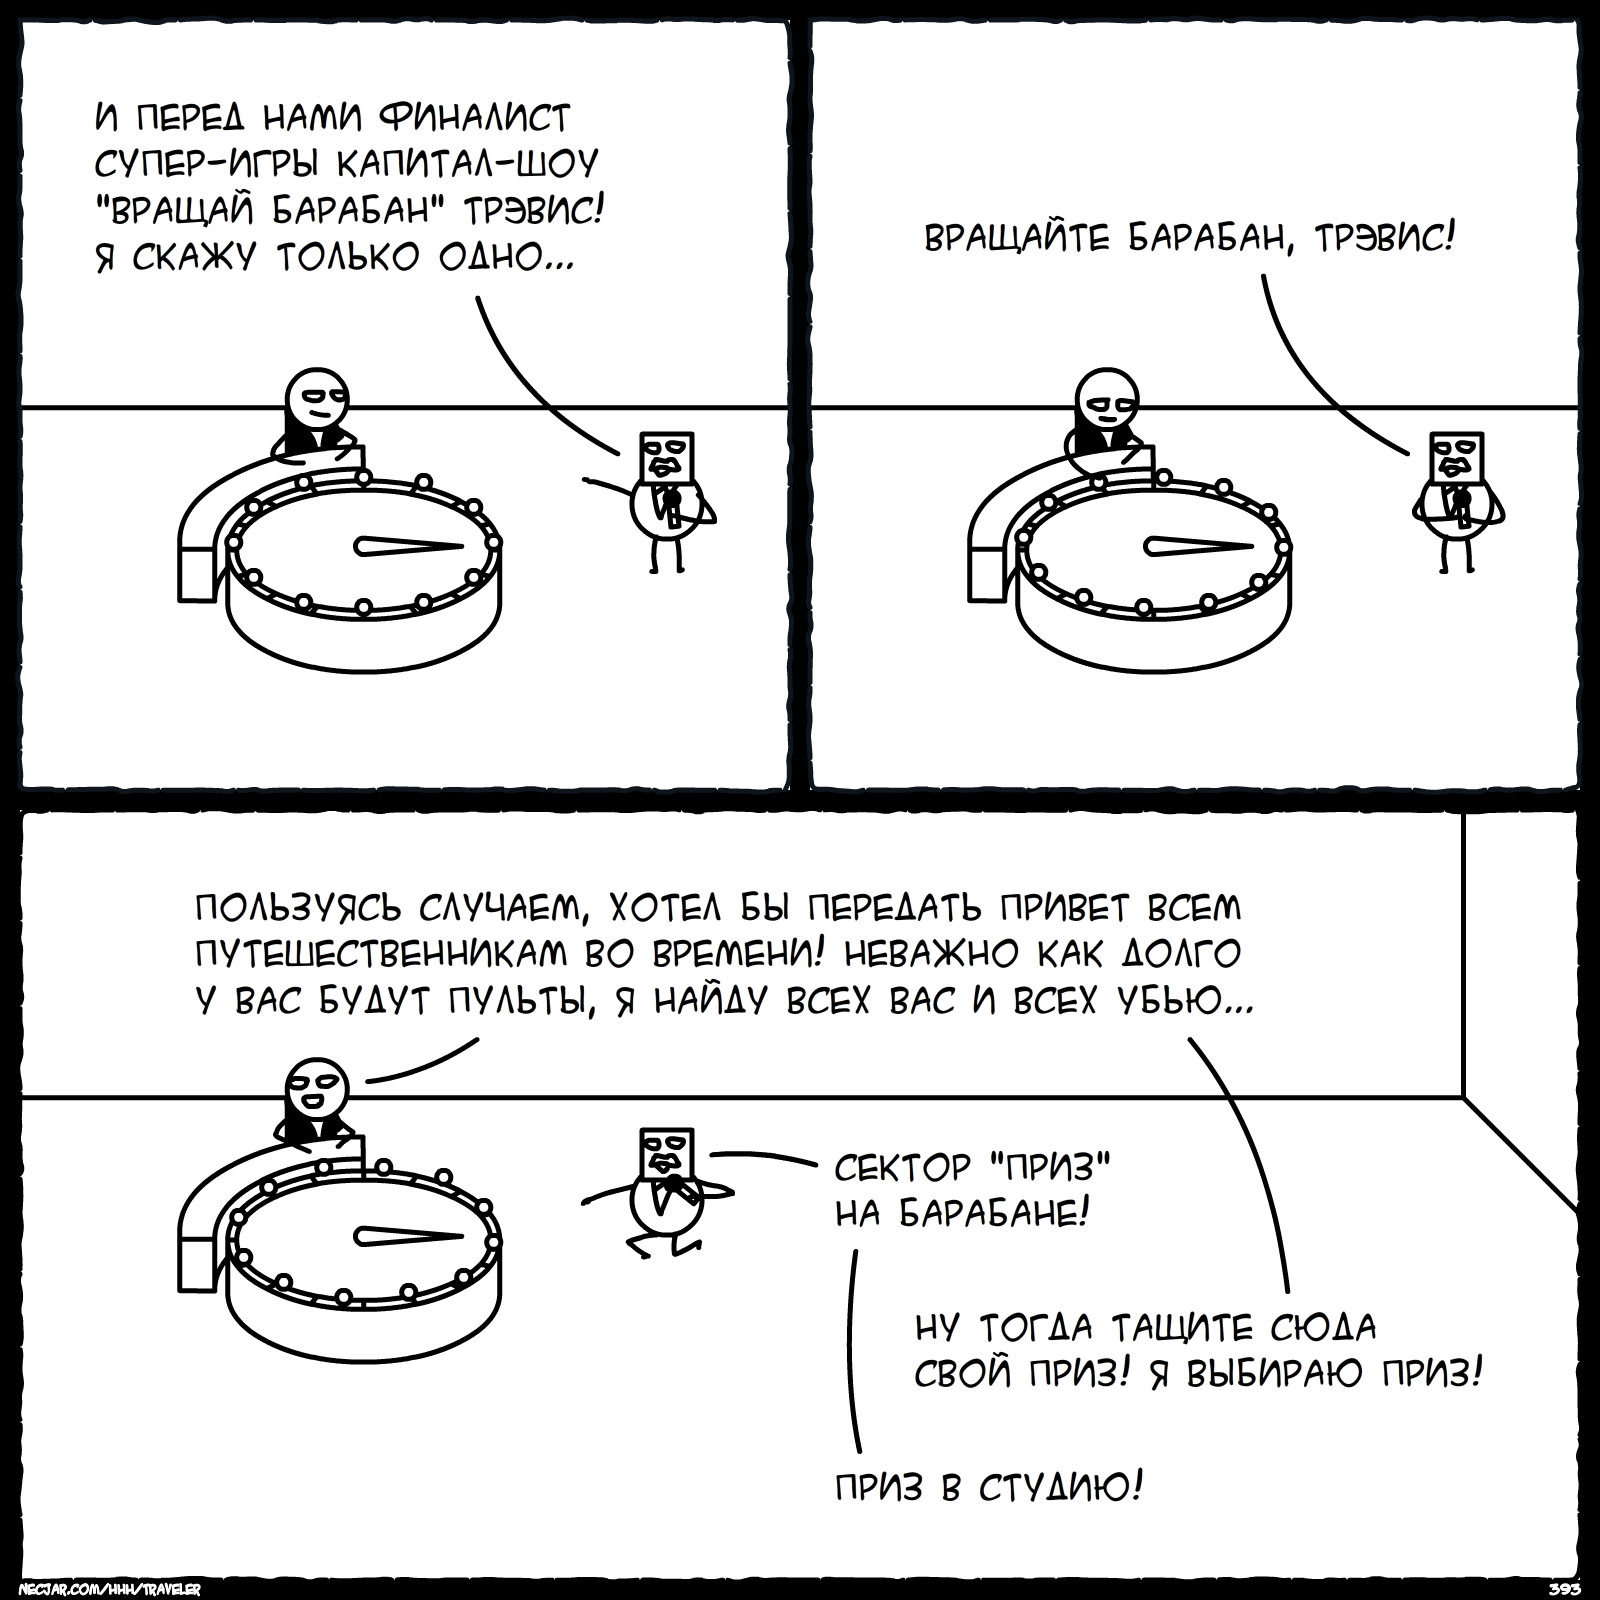 И ПЕРЕД НАМИ ФИНАЛИСТ
СУПЕР-ИГРЫ КАПИТАЛ-ШОУ
"ВРАЩАЙ БАРАБАН" ТРЭВИС!
Я СКАЖУ ТОЛЬКО ОДНО...
ВРАЩАЙТЕ БАРАБАН, ТРЭВИС!
ПОЛЬЗУЯСЬ СЛУЧАЕМ, ХОТЕЛ БЫ ПЕРЕДАТЬ ПРИВЕТ ВСЕМ
ПУТЕШЕСТВЕННИКАМ ВО ВРЕМЕНИ! НЕВАЖНО КАК ДОЛГО
У ВАС БУДУТ ПУЛЬТЫ, Я НАЙДУ ВСЕХ ВАС И ВСЕХ УБЬЮ...
СЕКТОР "ПРИЗ"
НА БАРАБАНЕ!
НУ ТОГДА ТАЩИТЕ СЮДА
СВОЙ ПРИЗ! Я ВЫБИРАЮ ПРИЗ!
ПРИЗ В СТУДИЮ!
NECJAR.COM/HHH/TRAVELER
393